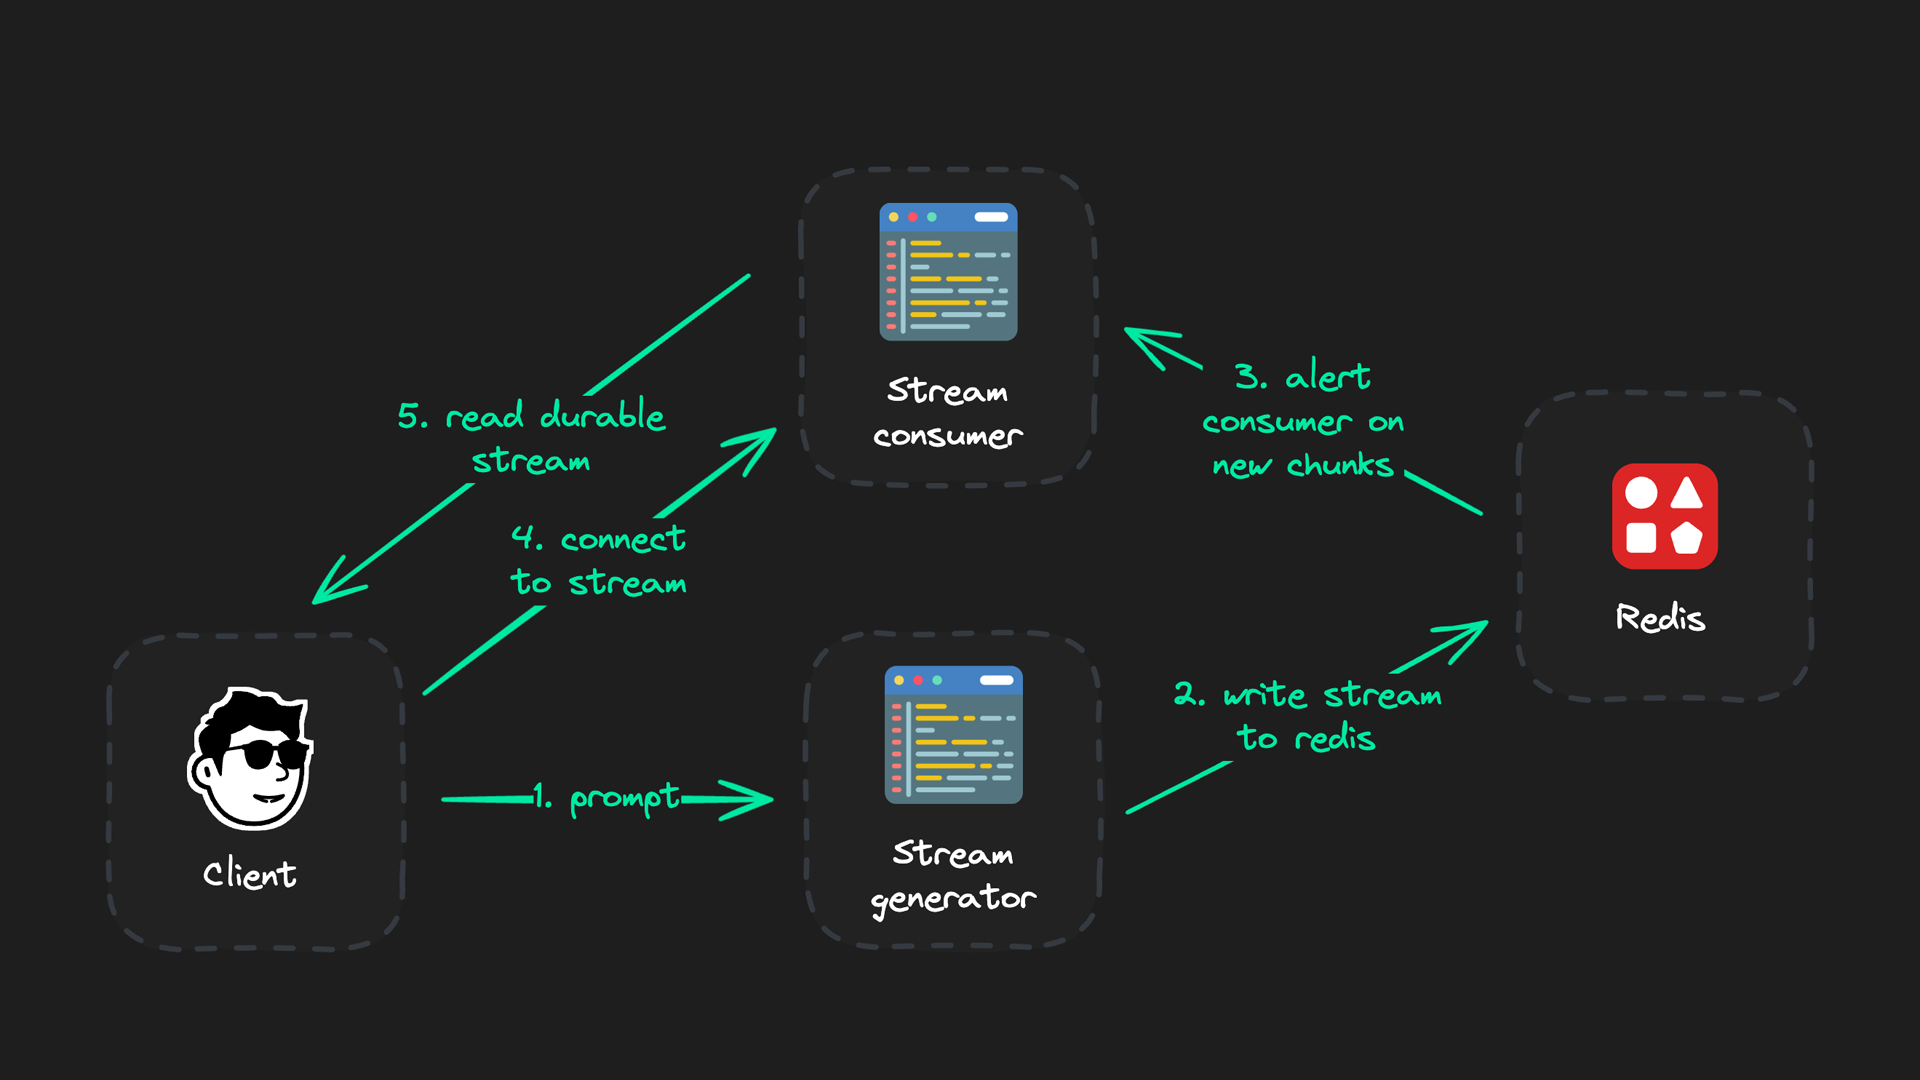 Stream
consumer
3. alert
consumer on
new chunks
5. read durable
stream
4. connect
to stream
Redis
2. write stream
to redis
1. prompt
Client
Stream
generator